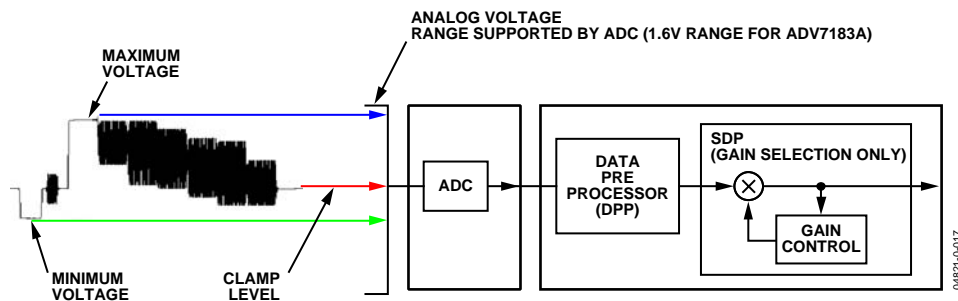 ANALOG VOLTAGE
RANGE SUPPORTED BY ADC (1.6V RANGE FOR ADV7183A)
MAXIMUM
VOLTAGE
SDP
(GAIN SELECTION ONLY)
DATA
PRE
PROCESSOR
(DPP)
ADC
GAIN
CONTROL
MINIMUM
VOLTAGE
CLAMP
LEVEL
04821-0-017